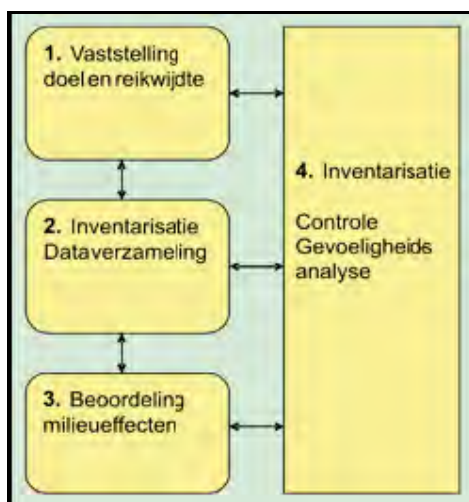 1. Vaststelling
doel en reikwijdte
2. Inventarisatie
Dataverzameling
3. Beoordeling
milieueffecten
4. Inventarisatie
Controle
Gevoeligheids
analyse